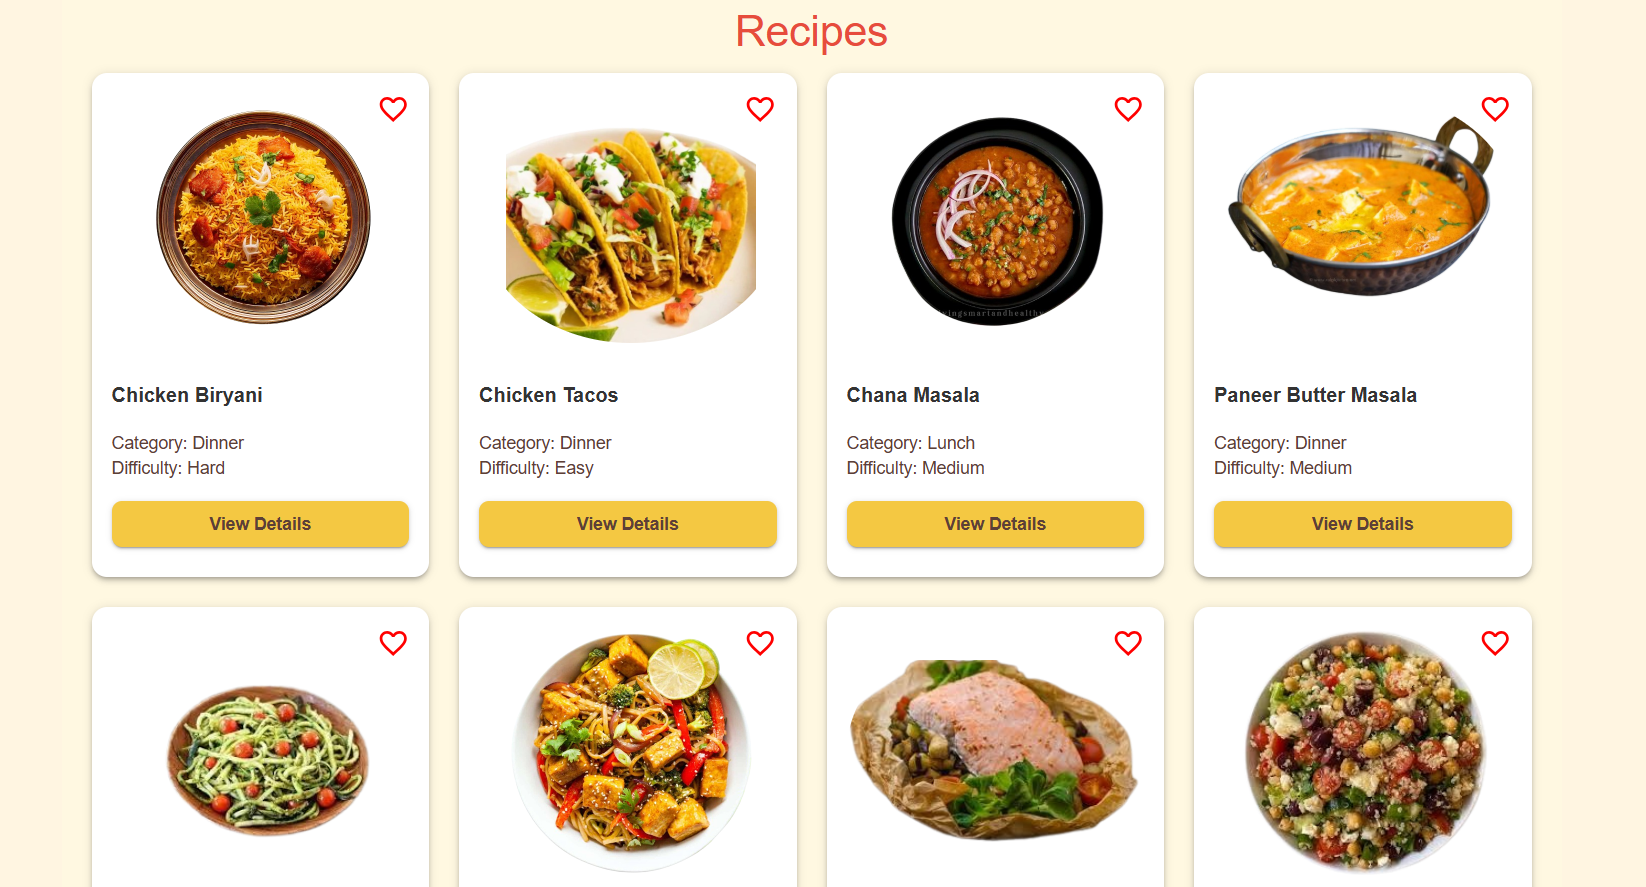 Recipes
Chicken Biryani
Category: Dinner
Difficulty: Hard
View Details
Chicken Tacos
Category: Dinner
Difficulty: Easy
View Details
Chana Masala
Category: Lunch
Difficulty: Medium
View Details
Paneer Butter Masala
Category: Dinner
Difficulty: Medium
View Details